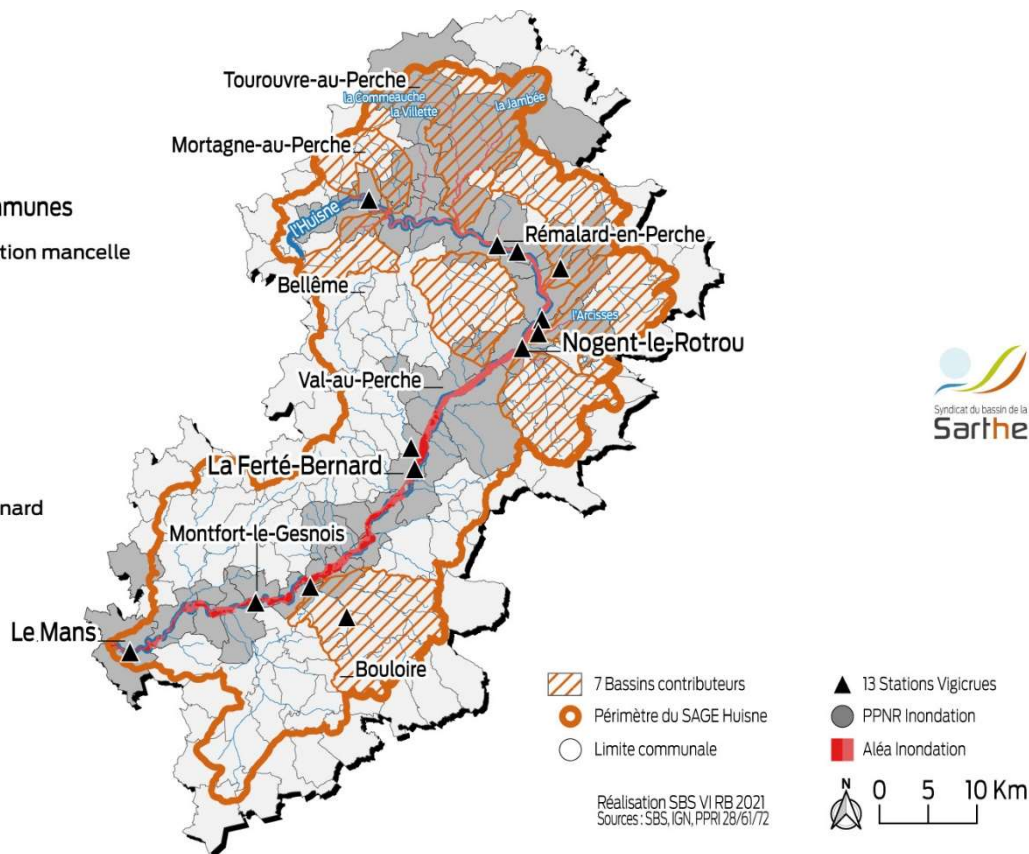 Tourouvre-au-Perche
la Commeauche
la Villette
la Jambée
Mortagne-au-Perche
l'Huisne
Rémalard-en-Perche
Bellême
l'Arcisses
Nogent-le-Rotrou
Val-au-Perche
La Ferté-Bernard
Montfort-le-Gesnois
Le Mans
Bouloire
tion mancelle
nard
Syndicat du bassin de la
Sarthe
7 Bassins contributeurs
Périmètre du SAGE Huisne
Limite communale
13 Stations Vigicrues
PPNR Inondation
Aléa Inondation
Réalisation SBS VI RB 2021
Sources : SBS, IGN, PPRI 28/61/72
N
0 5 10 Km